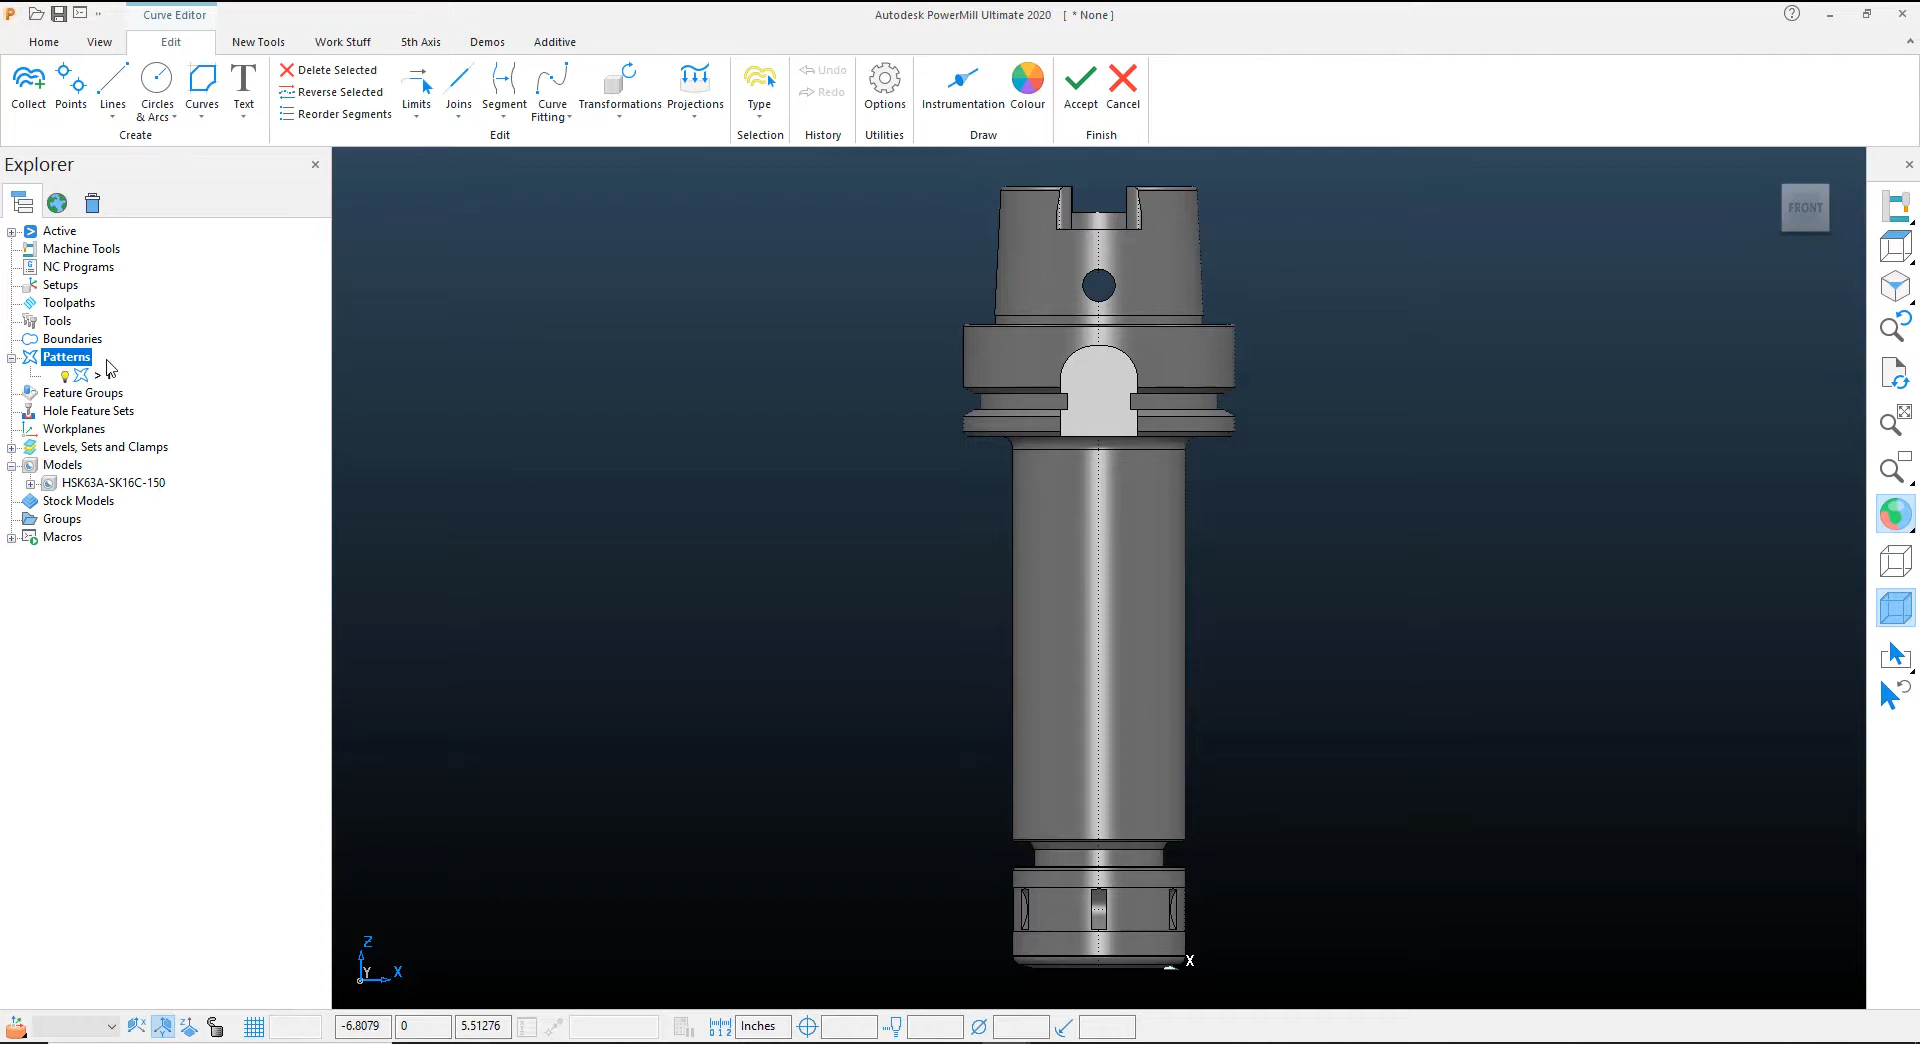 Curve Editor
Autodesk PowerMill Ultimate 2020 [ * None ]
Home View Edit New Tools Work Stuff 5th Axis Demos Additive
Collect Points Lines Circles & Arcs Curves Text
Create
Delete Selected
Reverse Selected
Reorder Segments
Limits Joins Segment Curve Fitting Transformations Projections
Edit
Type
Selection
Undo
Redo
History
Options
Utilities
Instrumentation Colour
Draw
Accept Cancel
Finish
Explorer
Active
Machine Tools
NC Programs
Setups
Toolpaths
Tools
Boundaries
Patterns
>
Feature Groups
Hole Feature Sets
Workplanes
Levels, Sets and Clamps
Models
HSK63A-SK16C-150
Stock Models
Groups
Macros
FRONT
X
Z
Y
X
-6.8079 0 5.51276 Inches